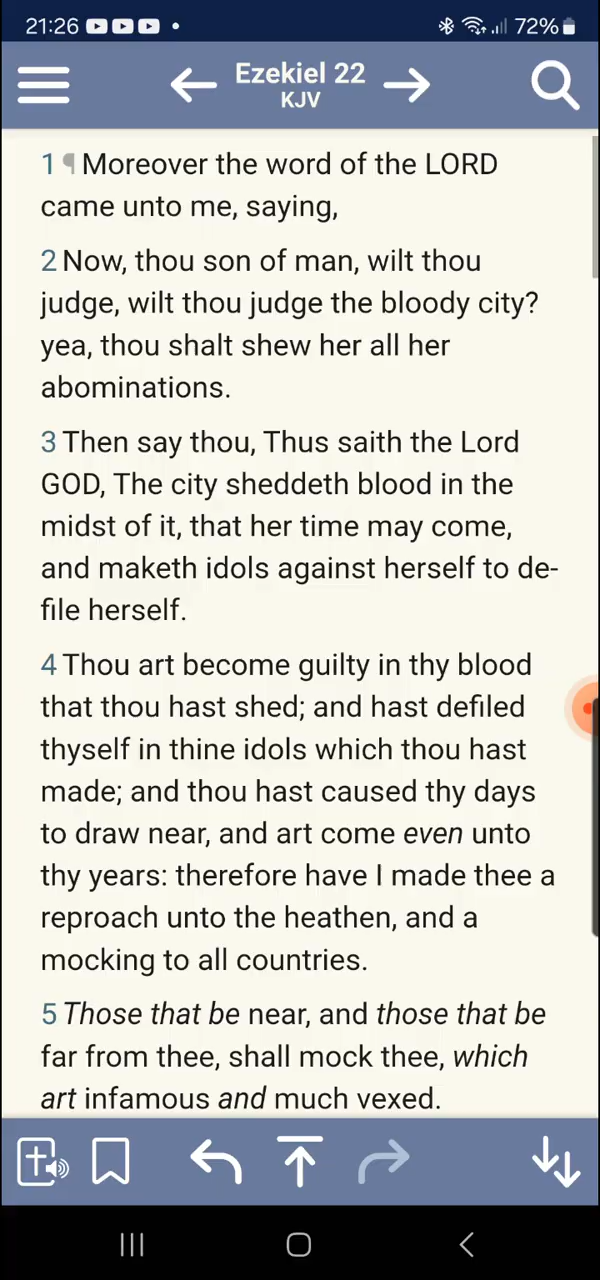 21:26 72%
Ezekiel 22
KJV
1 ¶ Moreover the word of the LORD
came unto me, saying,
2 Now, thou son of man, wilt thou
judge, wilt thou judge the bloody city?
yea, thou shalt shew her all her
abominations.
3 Then say thou, Thus saith the Lord
GOD, The city sheddeth blood in the
midst of it, that her time may come,
and maketh idols against herself to de-
file herself.
4 Thou art become guilty in thy blood
that thou hast shed; and hast defiled
thyself in thine idols which thou hast
made; and thou hast caused thy days
to draw near, and art come even unto
thy years: therefore have I made thee a
reproach unto the heathen, and a
mocking to all countries.
5 Those that be near, and those that be
far from thee, shall mock thee, which
art infamous and much vexed.